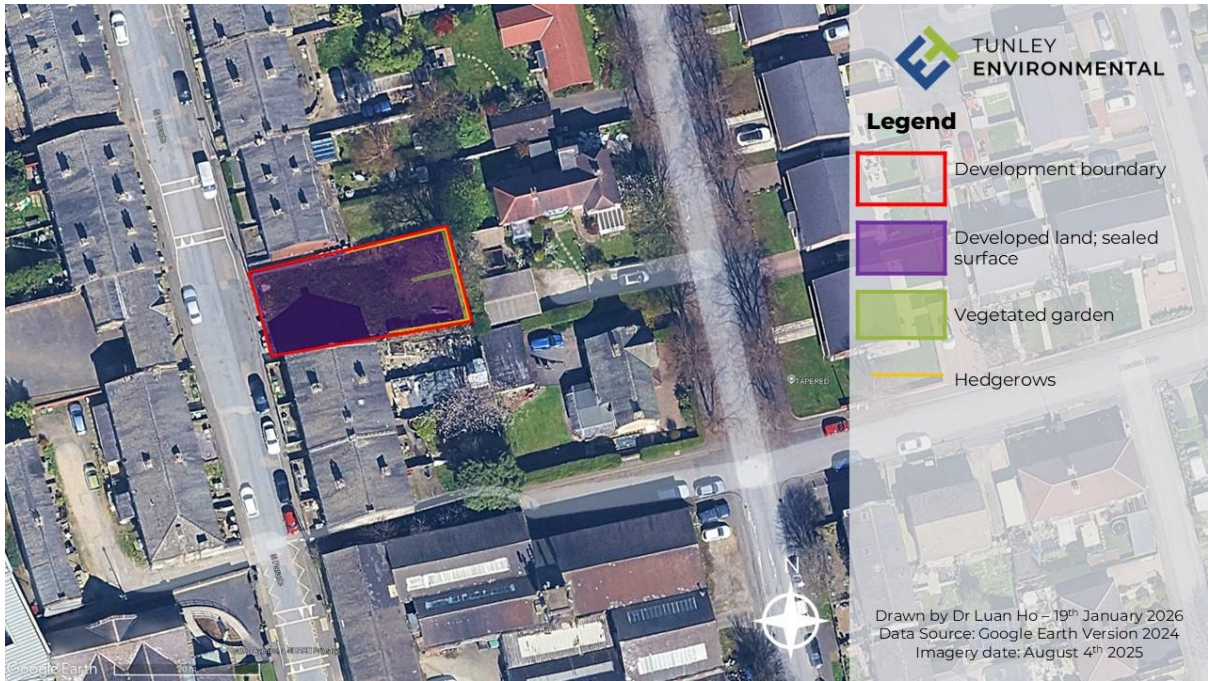 TUNLEY
ENVIRONMENTAL
Legend
Development boundary
Developed land; sealed
surface
Vegetated garden
Hedgerows
TAPERED
N
Drawn by Dr Luan Ho – 19th January 2026
Data Source: Google Earth Version 2024
Imagery date: August 4th 2025
Google Earth